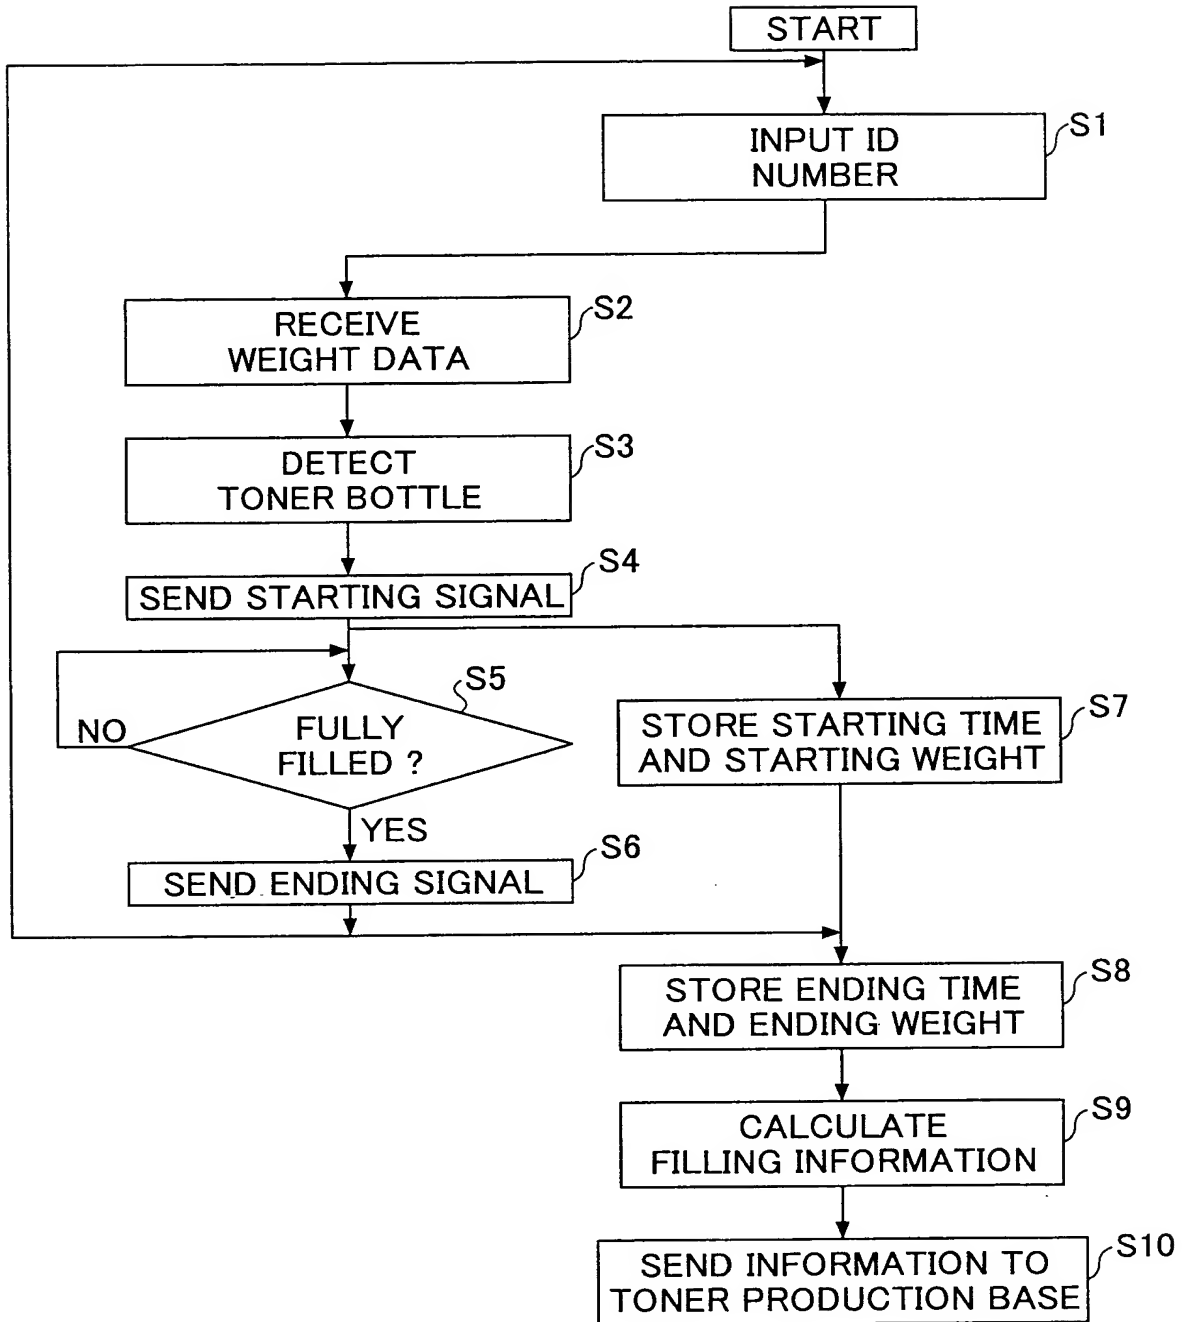 START
INPUT ID
NUMBER
S1
RECEIVE
WEIGHT DATA
S2
DETECT
TONER BOTTLE
S3
SEND STARTING SIGNAL
S4
FULLY
FILLED ?
S5
NO
YES
STORE STARTING TIME
AND STARTING WEIGHT
S7
SEND ENDING SIGNAL
S6
STORE ENDING TIME
AND ENDING WEIGHT
S8
CALCULATE
FILLING INFORMATION
S9
SEND INFORMATION TO
TONER PRODUCTION BASE
S10